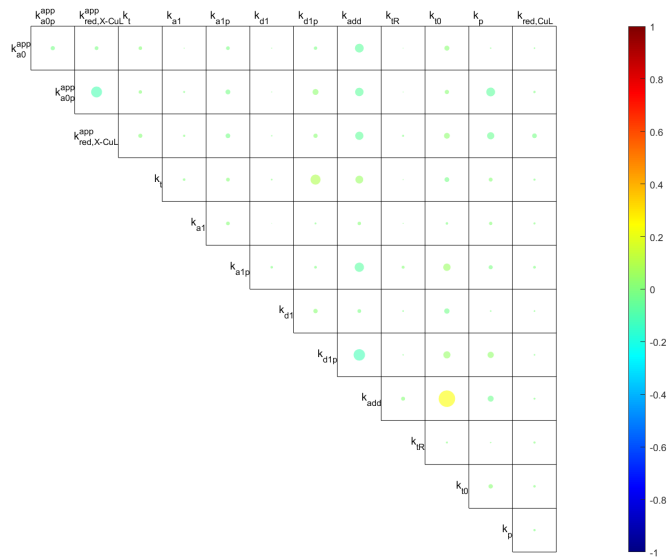 k^app_a0p k^app_red,X-CuL k_t k_a1 k_a1p k_d1 k_d1p k_add k_tR k_t0 k_p k_red,CuL
k^app_a0
k^app_a0p
k^app_red,X-CuL
k_t
k_a1
k_a1p
k_d1
k_d1p
k_add
k_tR
k_t0
k_p
1
0.8
0.6
0.4
0.2
0
-0.2
-0.4
-0.6
-0.8
-1